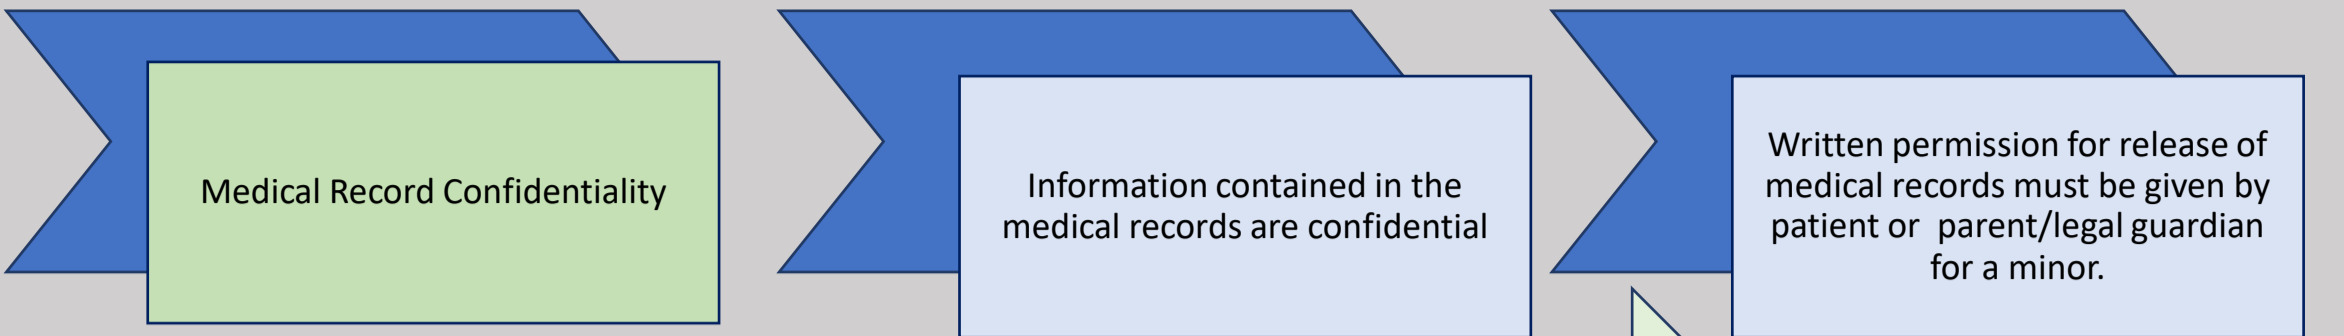 Medical Record Confidentiality
Information contained in the
medical records are confidential
Written permission for release of
medical records must be given by
patient or  parent/legal guardian
for a minor.